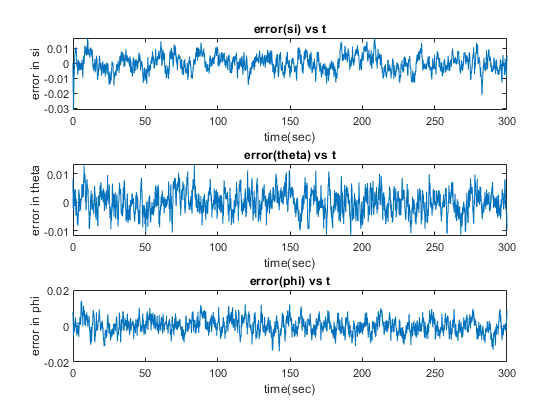 error(si) vs t
error in si
0.01
0
-0.01
-0.02
-0.03
0 50 100 150 200 250 300
time(sec)
error(theta) vs t
error in theta
0.01
0
-0.01
0 50 100 150 200 250 300
time(sec)
error(phi) vs t
error in phi
0.02
0
-0.02
0 50 100 150 200 250 300
time(sec)